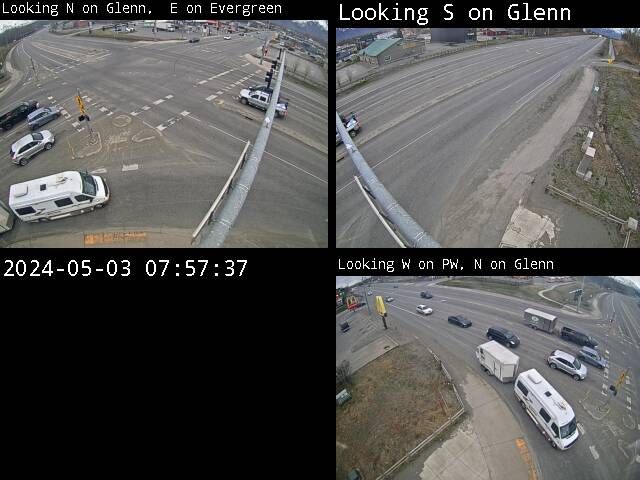 Looking N on Glenn,  E on Evergreen
Looking S on Glenn
2024-05-03 07:57:37
Looking W on PW, N on Glenn